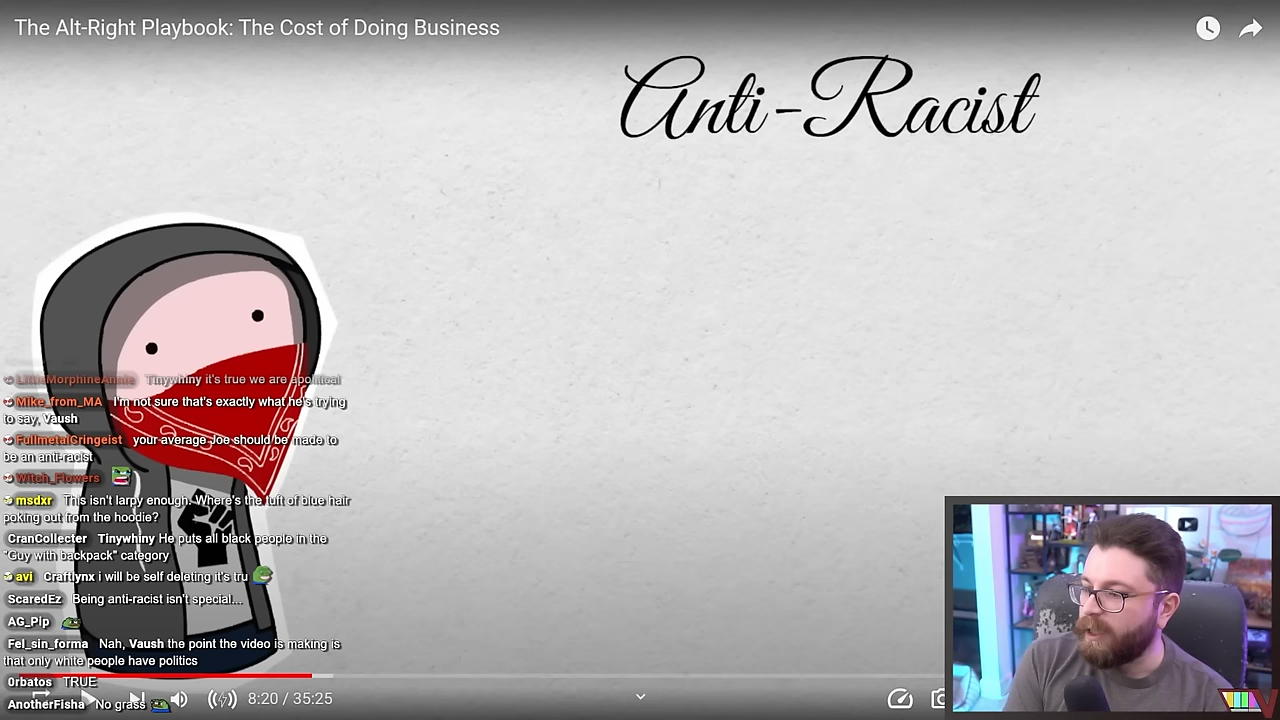 The Alt-Right Playbook: The Cost of Doing Business
Anti-Racist
Tinywhiny it's true we are apolitical
Mike_from_MA I'm not sure that's exactly what he's trying
to say, Vaush
FullmetalCringeist your average Joe should be made to
be an anti-racist
Witch_Flowers
msdxr This isn't larpy enough. Where's the tuft of blue hair
poking out from the hoodie?
CranCollecter Tinywhiny He puts all black people in the
"Guy with backpack" category
avi Craftlynx i will be self deleting it's tru
ScaredEz Being anti-racist isn't special...
AG_Pip
Fel_sin_forma Nah, Vaush the point the video is making is
that only white people have politics
0rbatos TRUE
8:20 / 35:25
AnotherFisha No grass